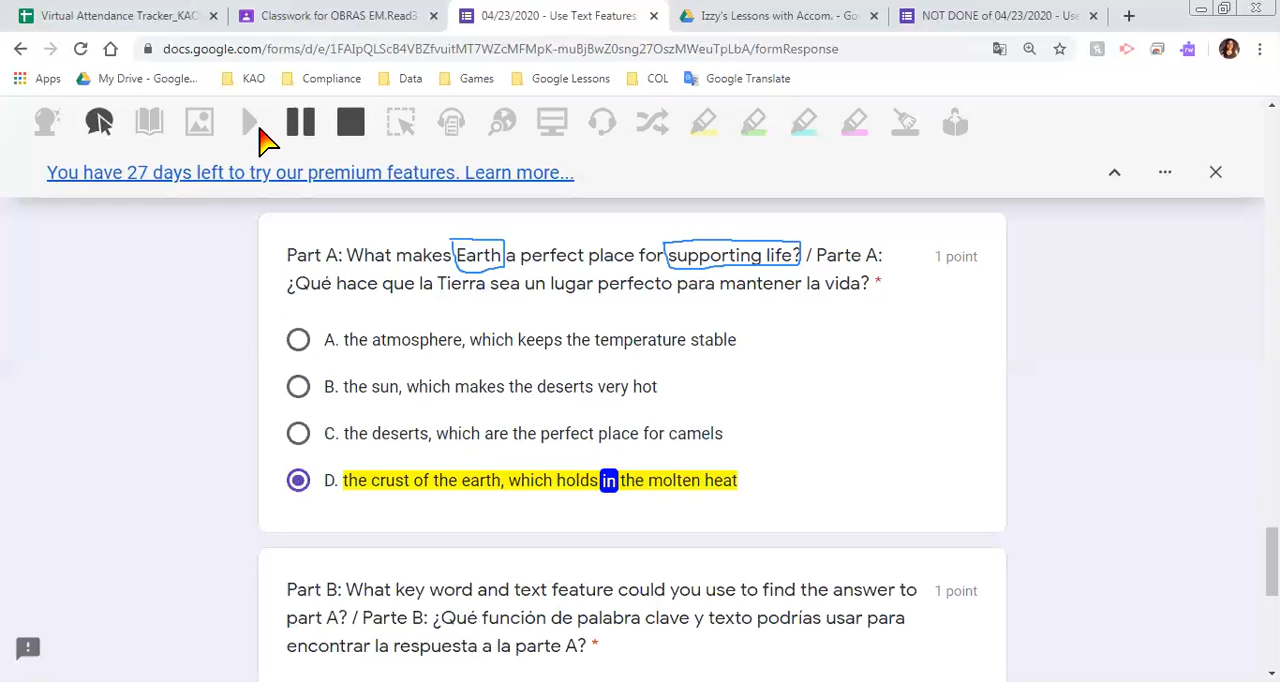 Virtual Attendance Tracker_KAO
Classwork for OBRAS EM.Read3
04/23/2020 - Use Text Features
Izzy's Lessons with Accom. - Go
NOT DONE of 04/23/2020 - Use
docs.google.com/forms/d/e/1FAIpQLScB4VBZfvuitMT7WZcMFMpK-muBjBwZ0sng27OszMWeuTpLbA/formResponse
Apps
My Drive - Google...
KAO
Compliance
Data
Games
Google Lessons
COL
Google Translate
You have 27 days left to try our premium features. Learn more...
Part A: What makes Earth a perfect place for supporting life? / Parte A:
1 point
¿Qué hace que la Tierra sea un lugar perfecto para mantener la vida? *
A. the atmosphere, which keeps the temperature stable
B. the sun, which makes the deserts very hot
C. the deserts, which are the perfect place for camels
D. the crust of the earth, which holds in the molten heat
Part B: What key word and text feature could you use to find the answer to
1 point
part A? / Parte B: ¿Qué función de palabra clave y texto podrías usar para
encontrar la respuesta a la parte A? *